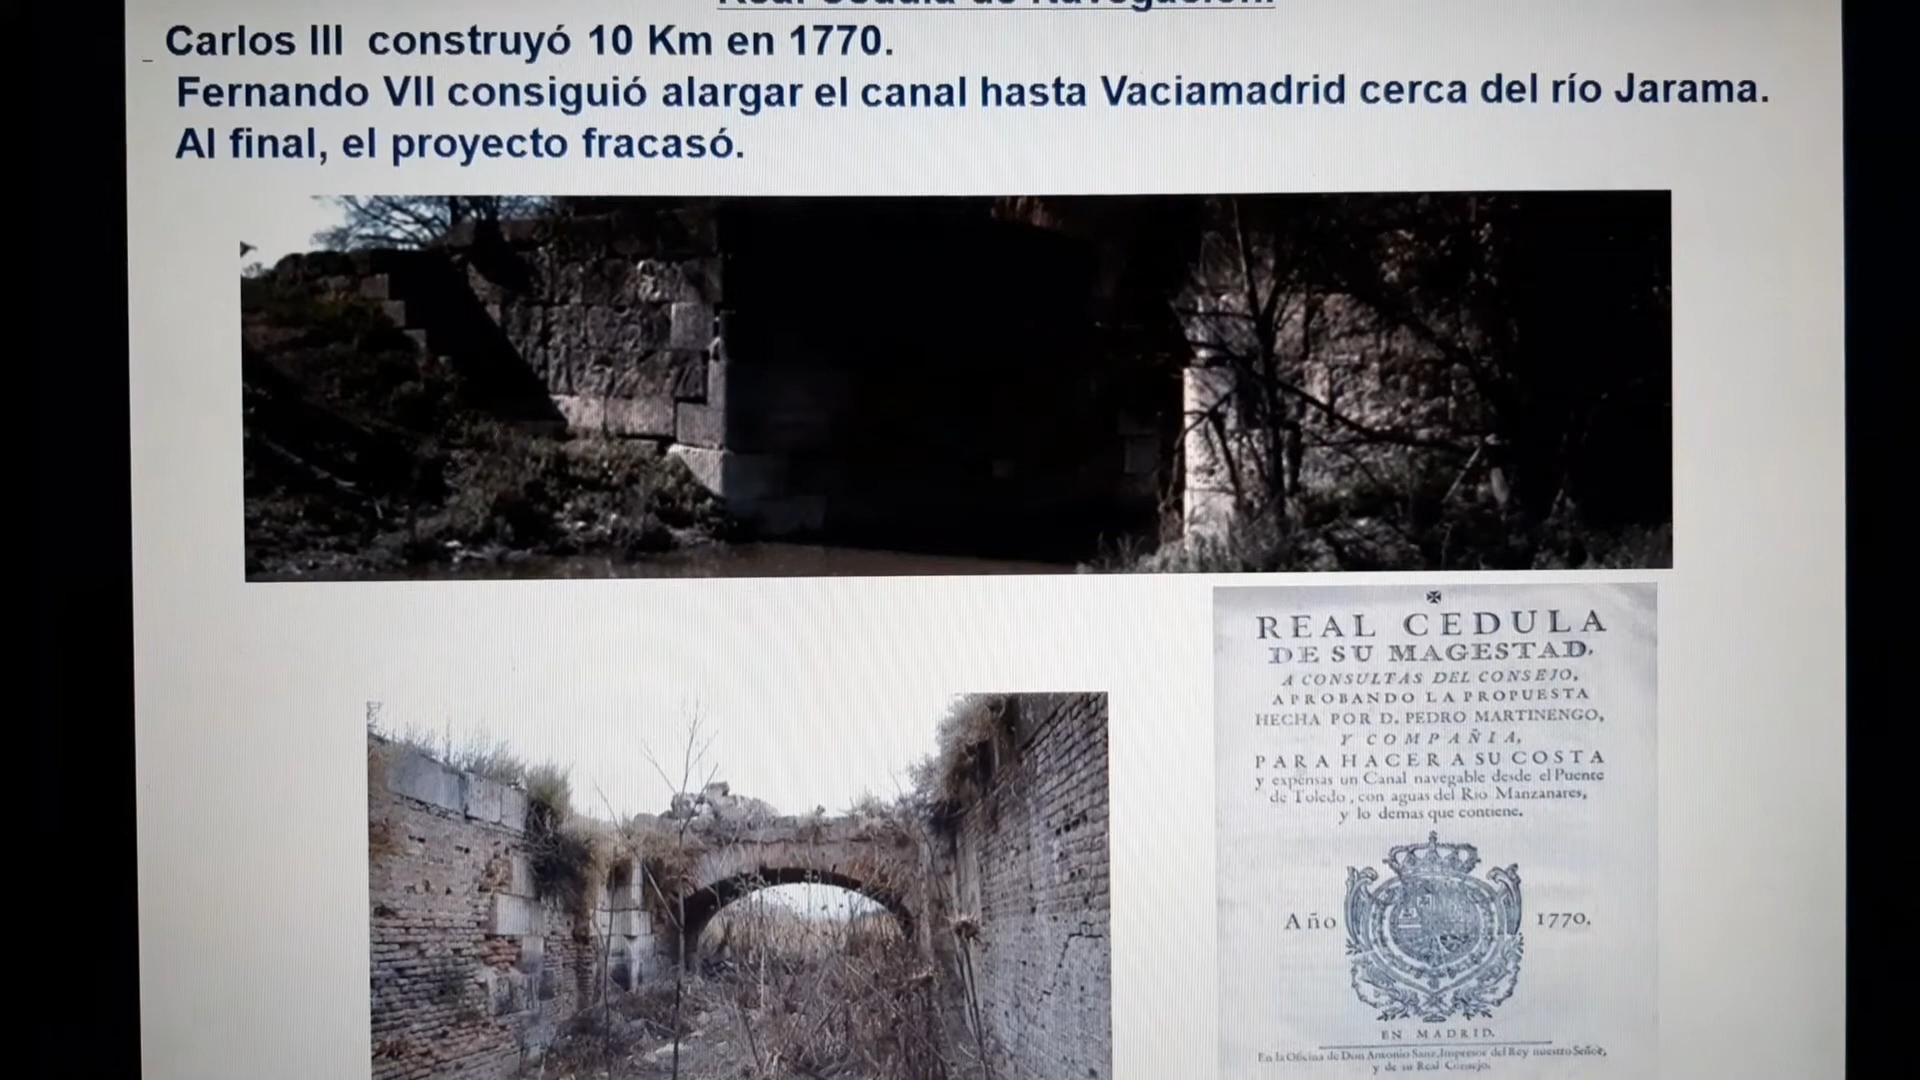 Real Cédula de Navegación.
Carlos III construyó 10 Km en 1770.
Fernando VII consiguió alargar el canal hasta Vaciamadrid cerca del río Jarama.
Al final, el proyecto fracasó.
REAL CEDULA
DE SU MAGESTAD,
A CONSULTAS DEL CONSEJO,
APROBANDO LA PROPUESTA
HECHA POR D. PEDRO MARTINENGO,
Y COMPAÑIA,
PARA HACER A SU COSTA
y expensas un Canal navegable desde el Puente
de Toledo, con aguas del Rio Manzanares,
y lo demas que contiene.
Año 1770.
EN MADRID.
En la Oficina de Don Antonio Sanz, Impresor del Rey nuestro Señor,
y de su Real Consejo.